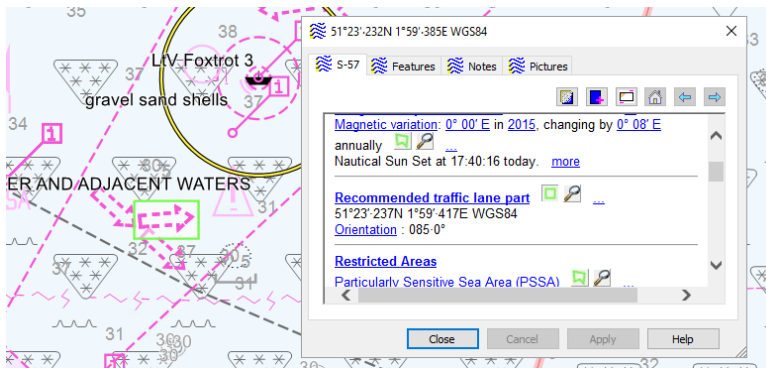 35
38
3
LtV Foxtrot 3
1
37
37
gravel sand shells
34
1
ER AND ADJACENT WATERS
31
32
37
37
31
31
30
32
51°23'·232N 1°59'·385E WGS84
S-57
Features
Notes
Pictures
Magnetic variation: 0° 00' E in 2015, changing by 0° 08' E
annually ...
Nautical Sun Set at 17:40:16 today. more
Recommended traffic lane part ...
51°23'·237N 1°59'·417E WGS84
Orientation : 085·0°
Restricted Areas
Particularly Sensitive Sea Area (PSSA) ...
Close
Cancel
Apply
Help